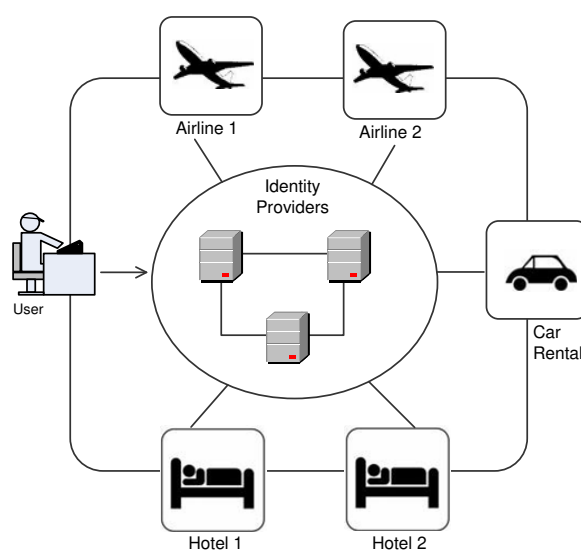 Airline 1
Airline 2
Identity
Providers
User
Car
Rental
Hotel 1
Hotel 2